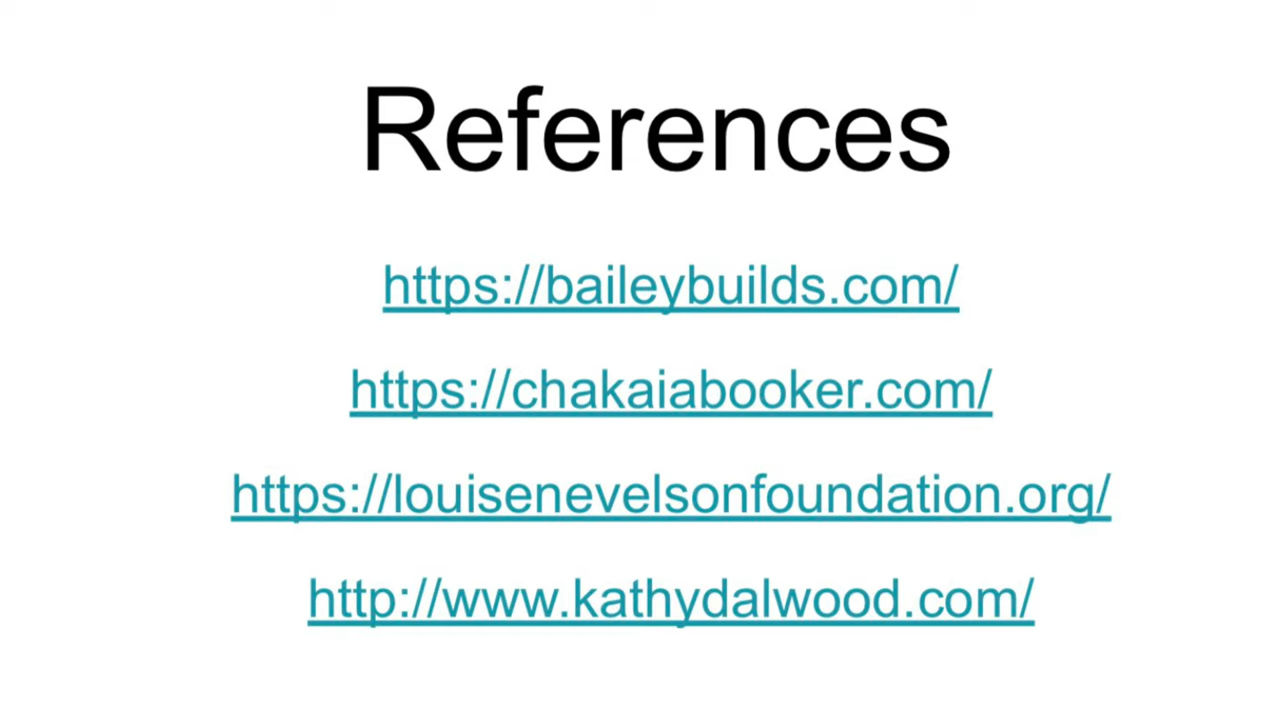 References
https://baileybuilds.com/
https://chakaiabooker.com/
https://louisenevelsonfoundation.org/
http://www.kathydalwood.com/